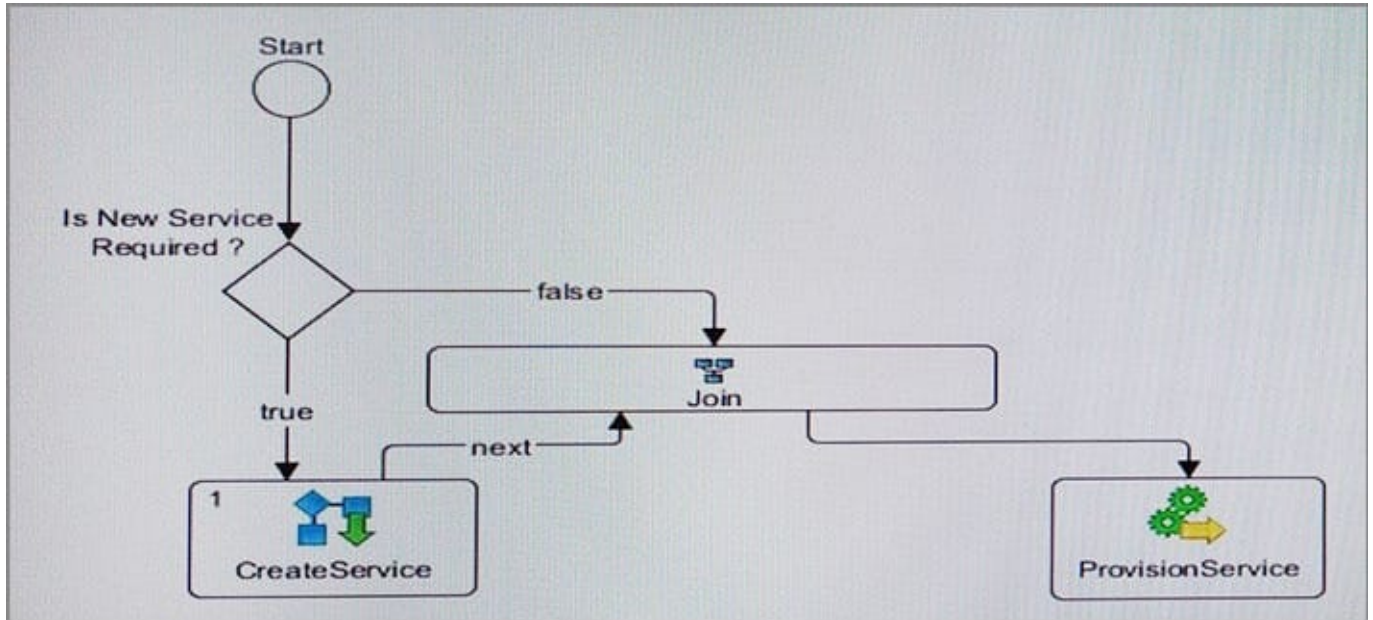 Start
Is New Service
Required ?
false
Join
true
next
1
CreateService
ProvisionService